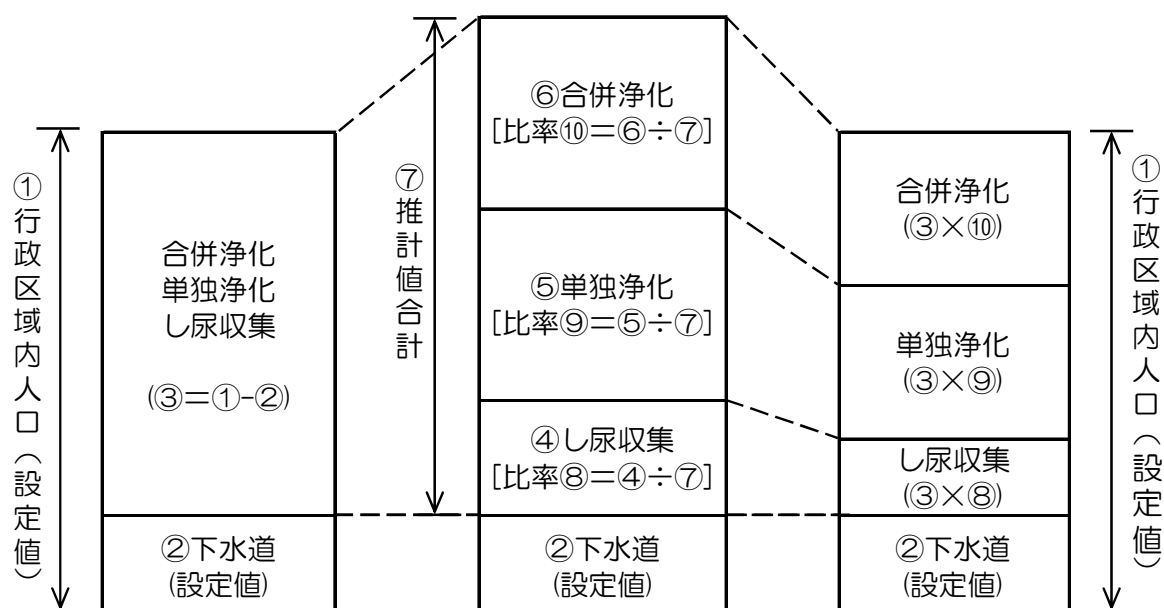 ①行政区域内人口（設定値）
合併浄化
単独浄化
し尿収集
(③＝①-②)
②下水道
(設定値)
⑦推計値合計
⑥合併浄化
[比率⑩＝⑥÷⑦]
⑤単独浄化
[比率⑨＝⑤÷⑦]
④し尿収集
[比率⑧＝④÷⑦]
②下水道
(設定値)
合併浄化
(③×⑩)
単独浄化
(③×⑨)
し尿収集
(③×⑧)
②下水道
(設定値)
①行政区域内人口（設定値）